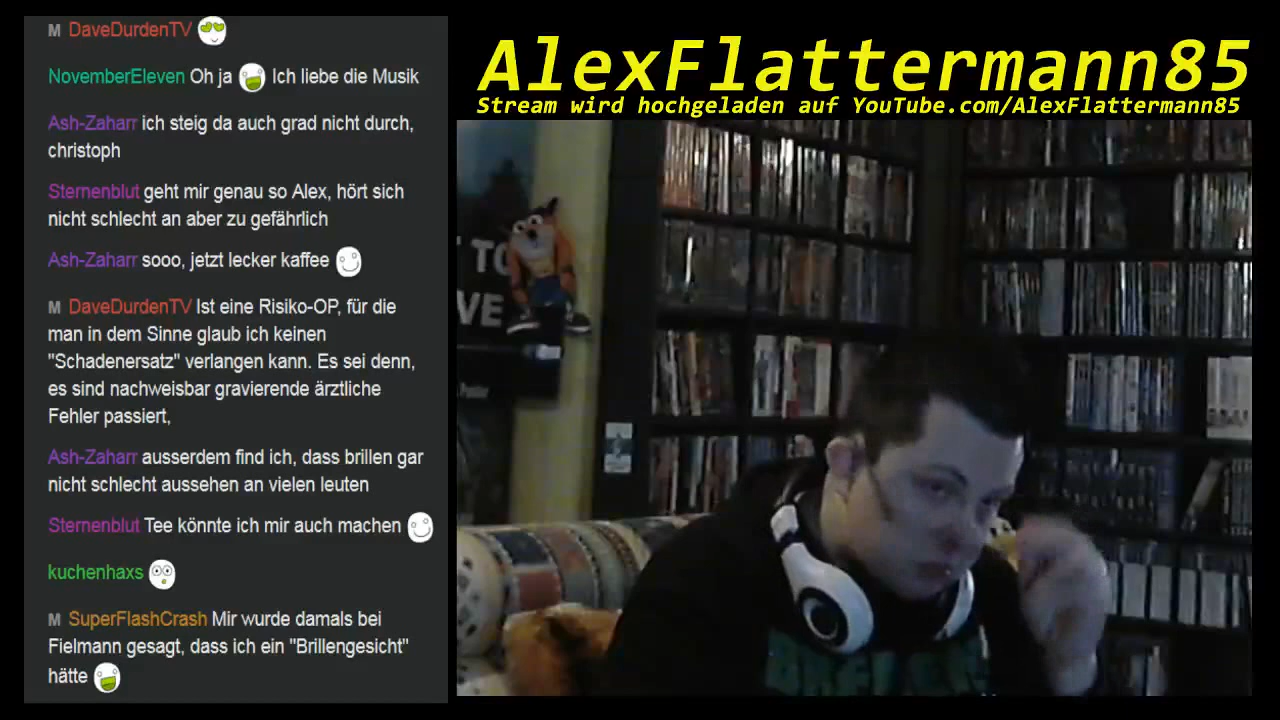 M DaveDurdenTV
NovemberEleven Oh ja Ich liebe die Musik
Ash-Zaharr ich steig da auch grad nicht durch,
christoph
Sternenblut geht mir genau so Alex, hört sich
nicht schlecht an aber zu gefährlich
Ash-Zaharr sooo, jetzt lecker kaffee
M DaveDurdenTV Ist eine Risiko-OP, für die
man in dem Sinne glaub ich keinen
"Schadenersatz" verlangen kann. Es sei denn,
es sind nachweisbar gravierende ärztliche
Fehler passiert,
Ash-Zaharr ausserdem find ich, dass brillen gar
nicht schlecht aussehen an vielen leuten
Sternenblut Tee könnte ich mir auch machen
kuchenhaxs
M SuperFlashCrash Mir wurde damals bei
Fielmann gesagt, dass ich ein "Brillengesicht"
hätte
AlexFlattermann85
Stream wird hochgeladen auf YouTube.com/AlexFlattermann85